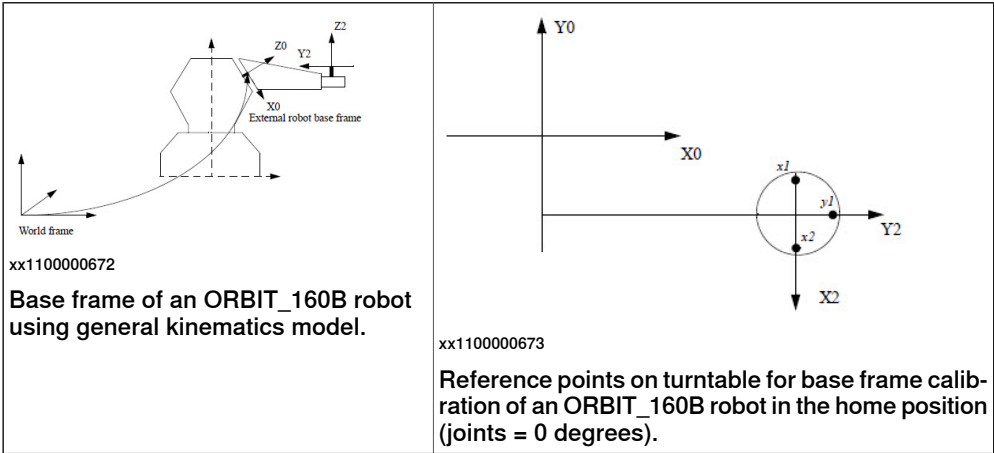 Z2
Z0
Y2
X0
External robot base frame
World frame
xx1100000672
Base frame of an ORBIT_160B robot
using general kinematics model.
Y0
X0
x1
y1
x2
Y2
X2
xx1100000673
Reference points on turntable for base frame calib-
ration of an ORBIT_160B robot in the home position
(joints = 0 degrees).